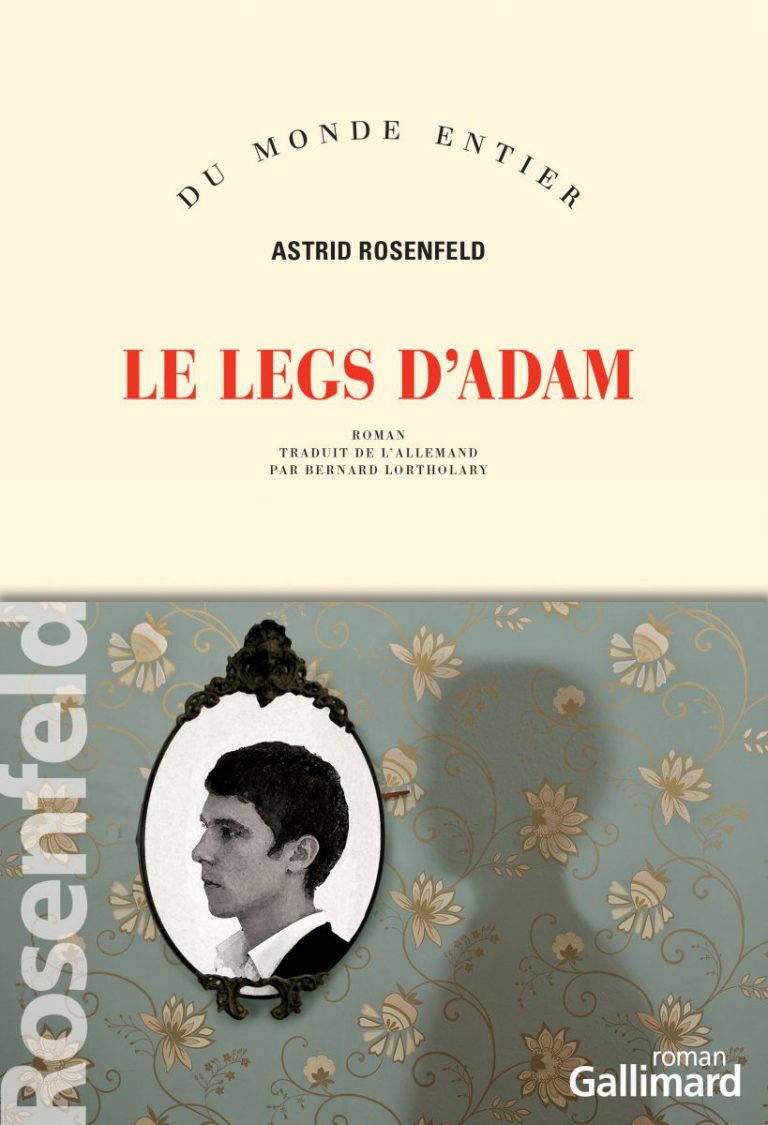 DU MONDE ENTIER
ASTRID ROSENFELD
LE LEGS D’ADAM
ROMAN
TRADUIT DE L’ALLEMAND
PAR BERNARD LORTHOLARY
Rosenfeld
roman
Gallimard